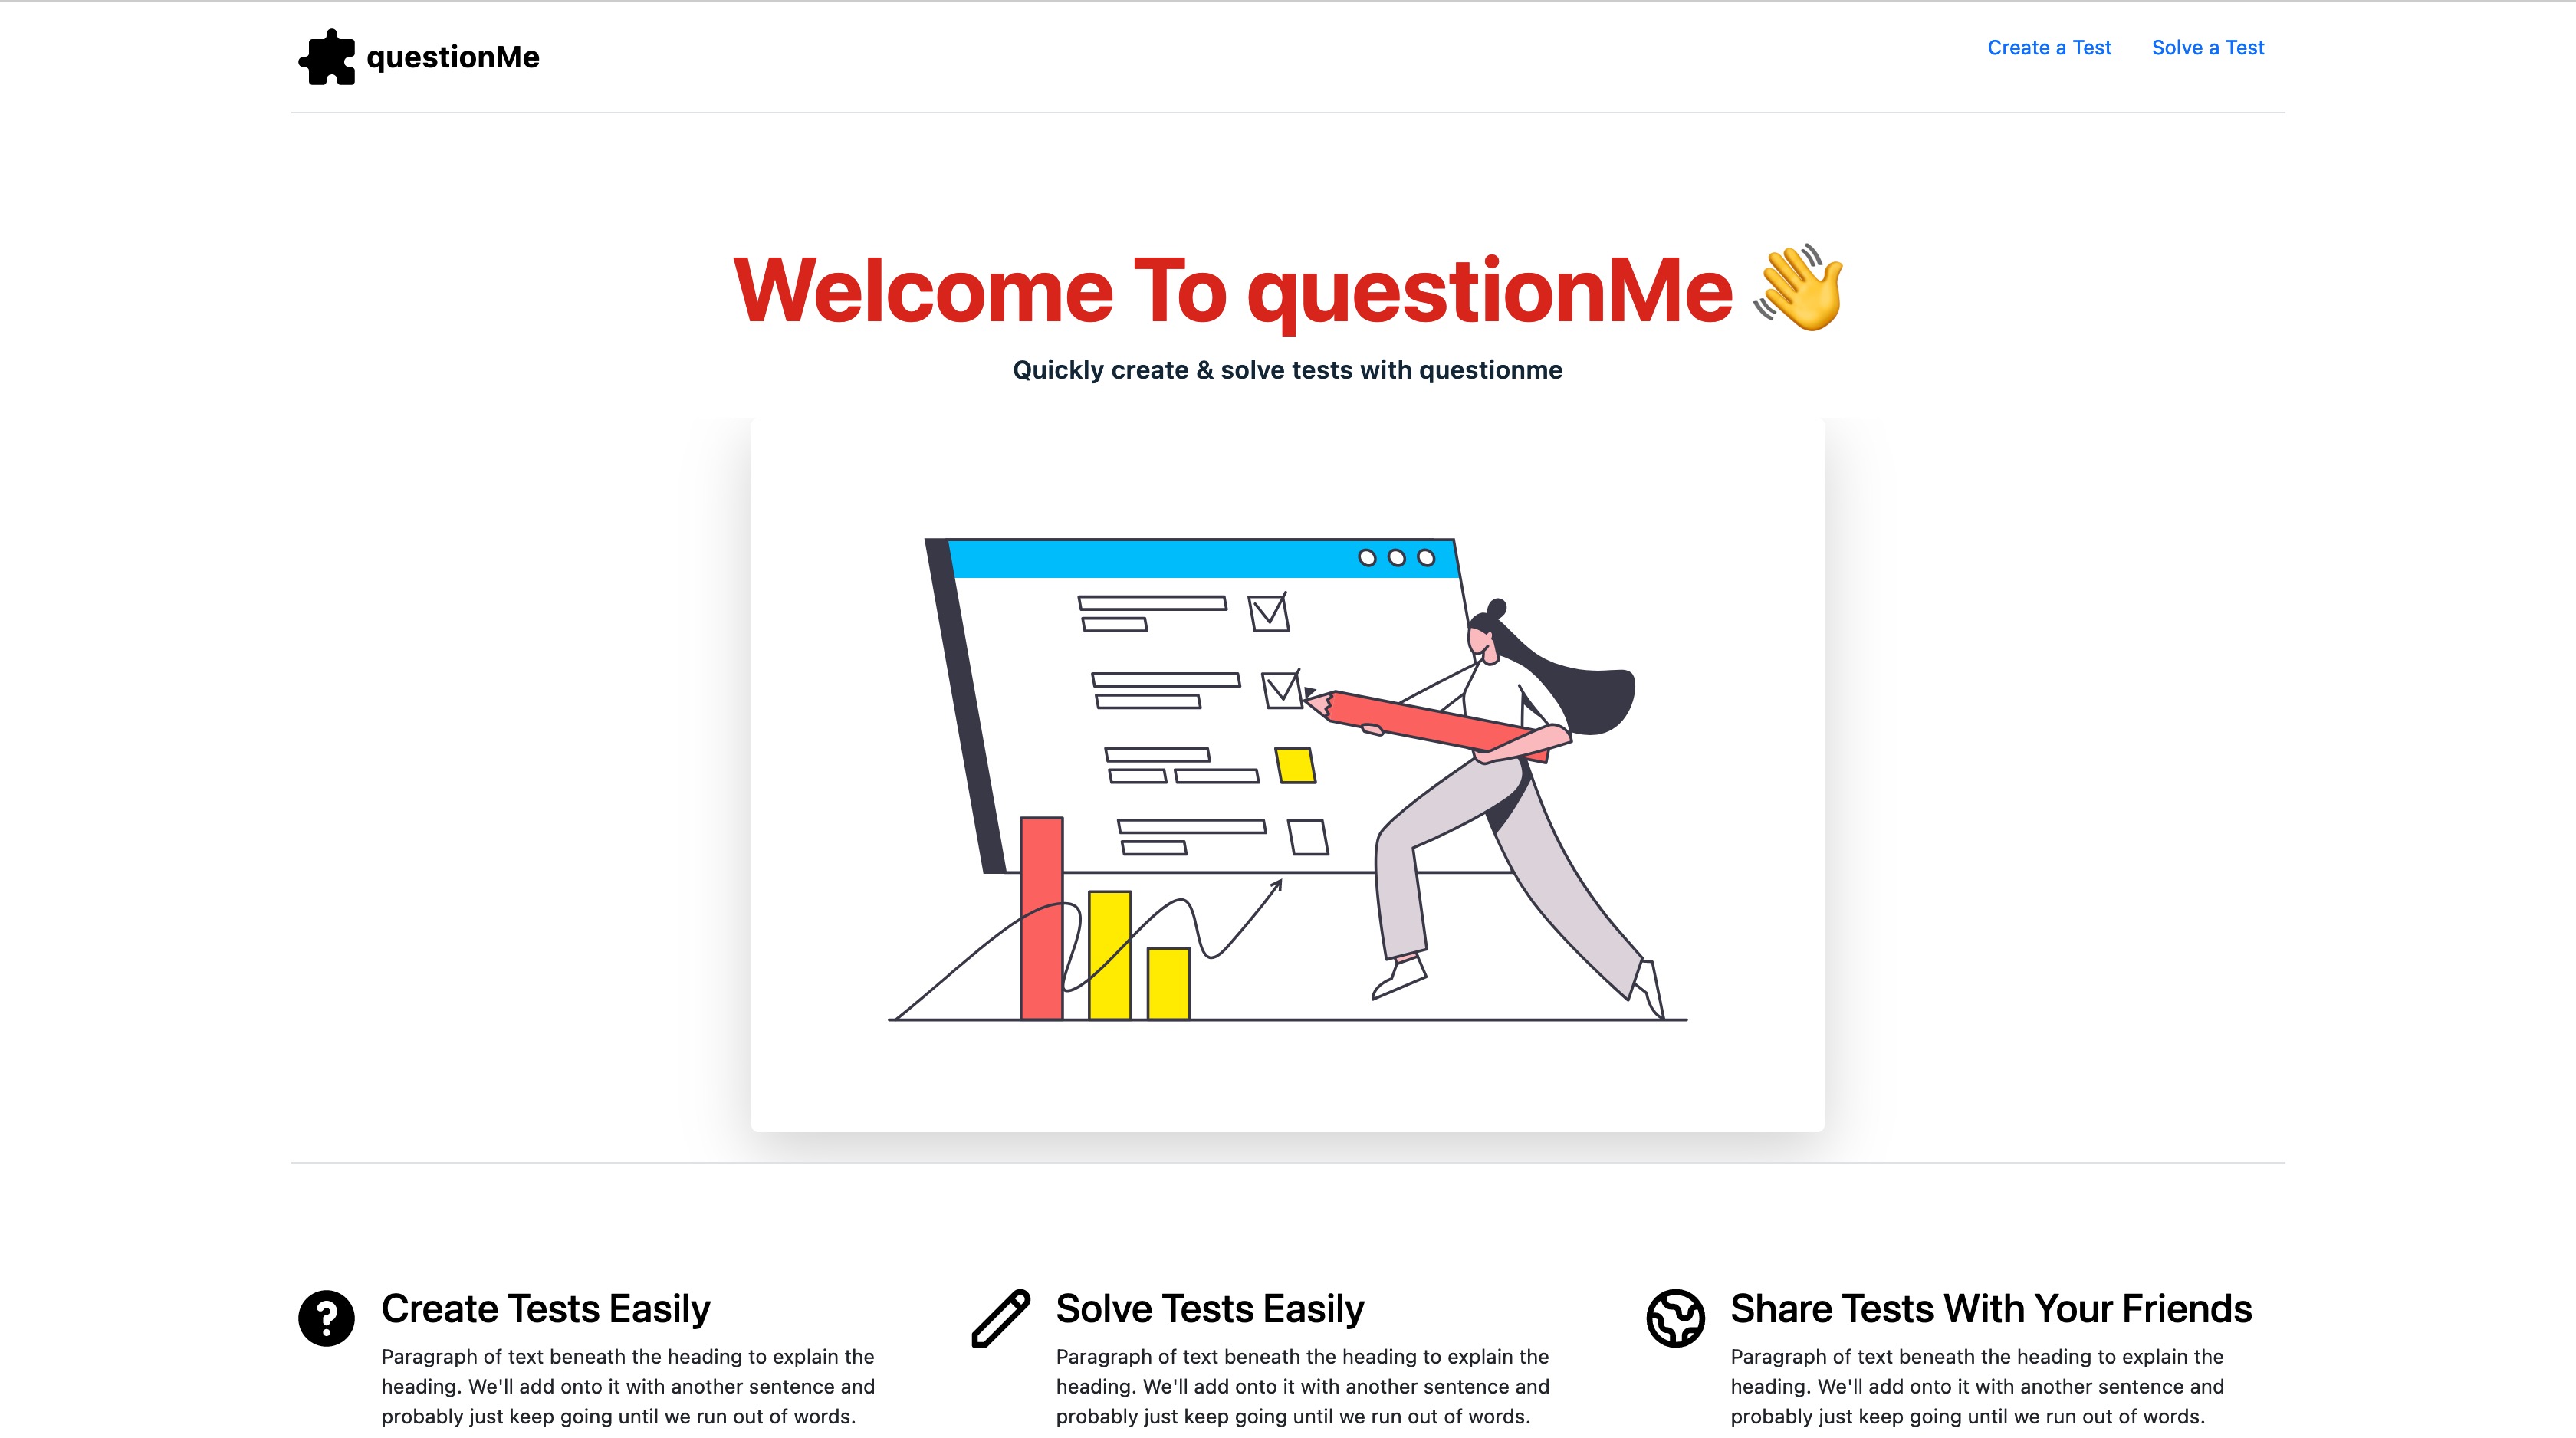 questionMe
Create a Test
Solve a Test
Welcome To questionMe 👋
Quickly create & solve tests with questionme
Create Tests Easily
Paragraph of text beneath the heading to explain the
heading. We'll add onto it with another sentence and
probably just keep going until we run out of words.
Solve Tests Easily
Paragraph of text beneath the heading to explain the
heading. We'll add onto it with another sentence and
probably just keep going until we run out of words.
Share Tests With Your Friends
Paragraph of text beneath the heading to explain the
heading. We'll add onto it with another sentence and
probably just keep going until we run out of words.